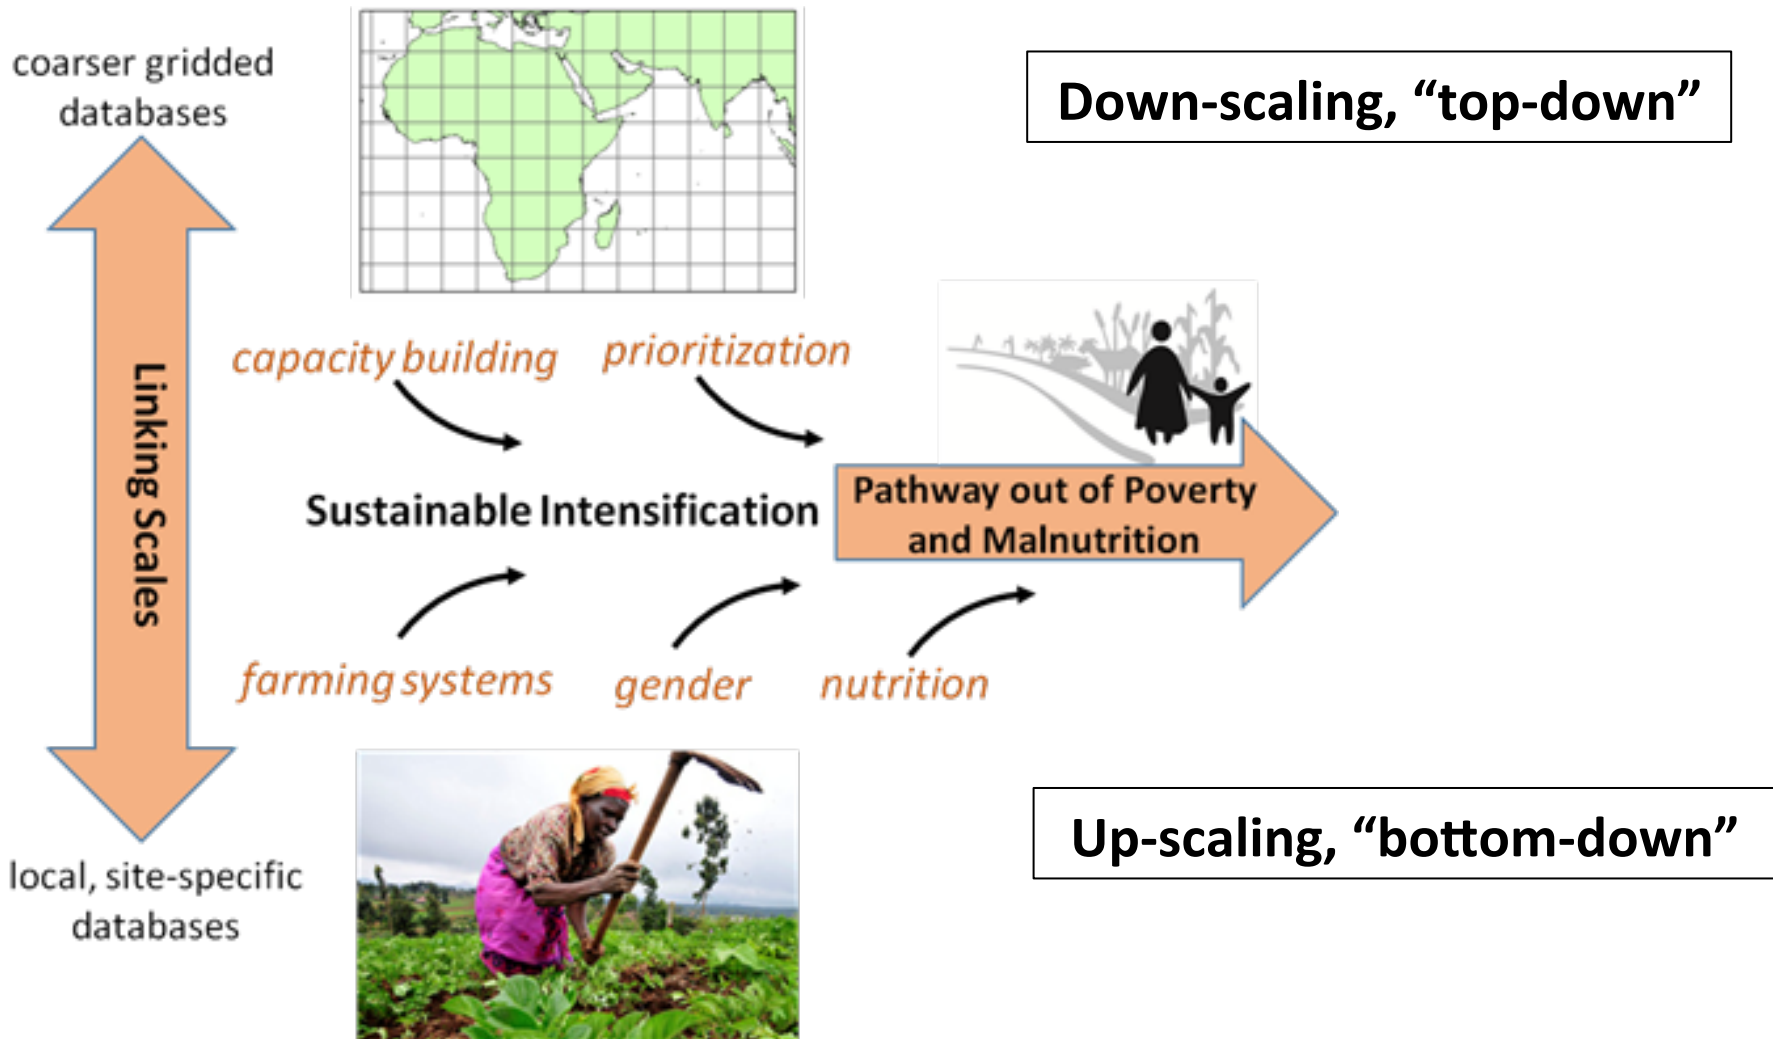 coarser gridded
databases
Down-scaling, “top-down”
capacity building
prioritization
Linking Scales
Sustainable Intensification
Pathway out of Poverty
and Malnutrition
farming systems
gender
nutrition
Up-scaling, “bottom-down”
local, site-specific
databases